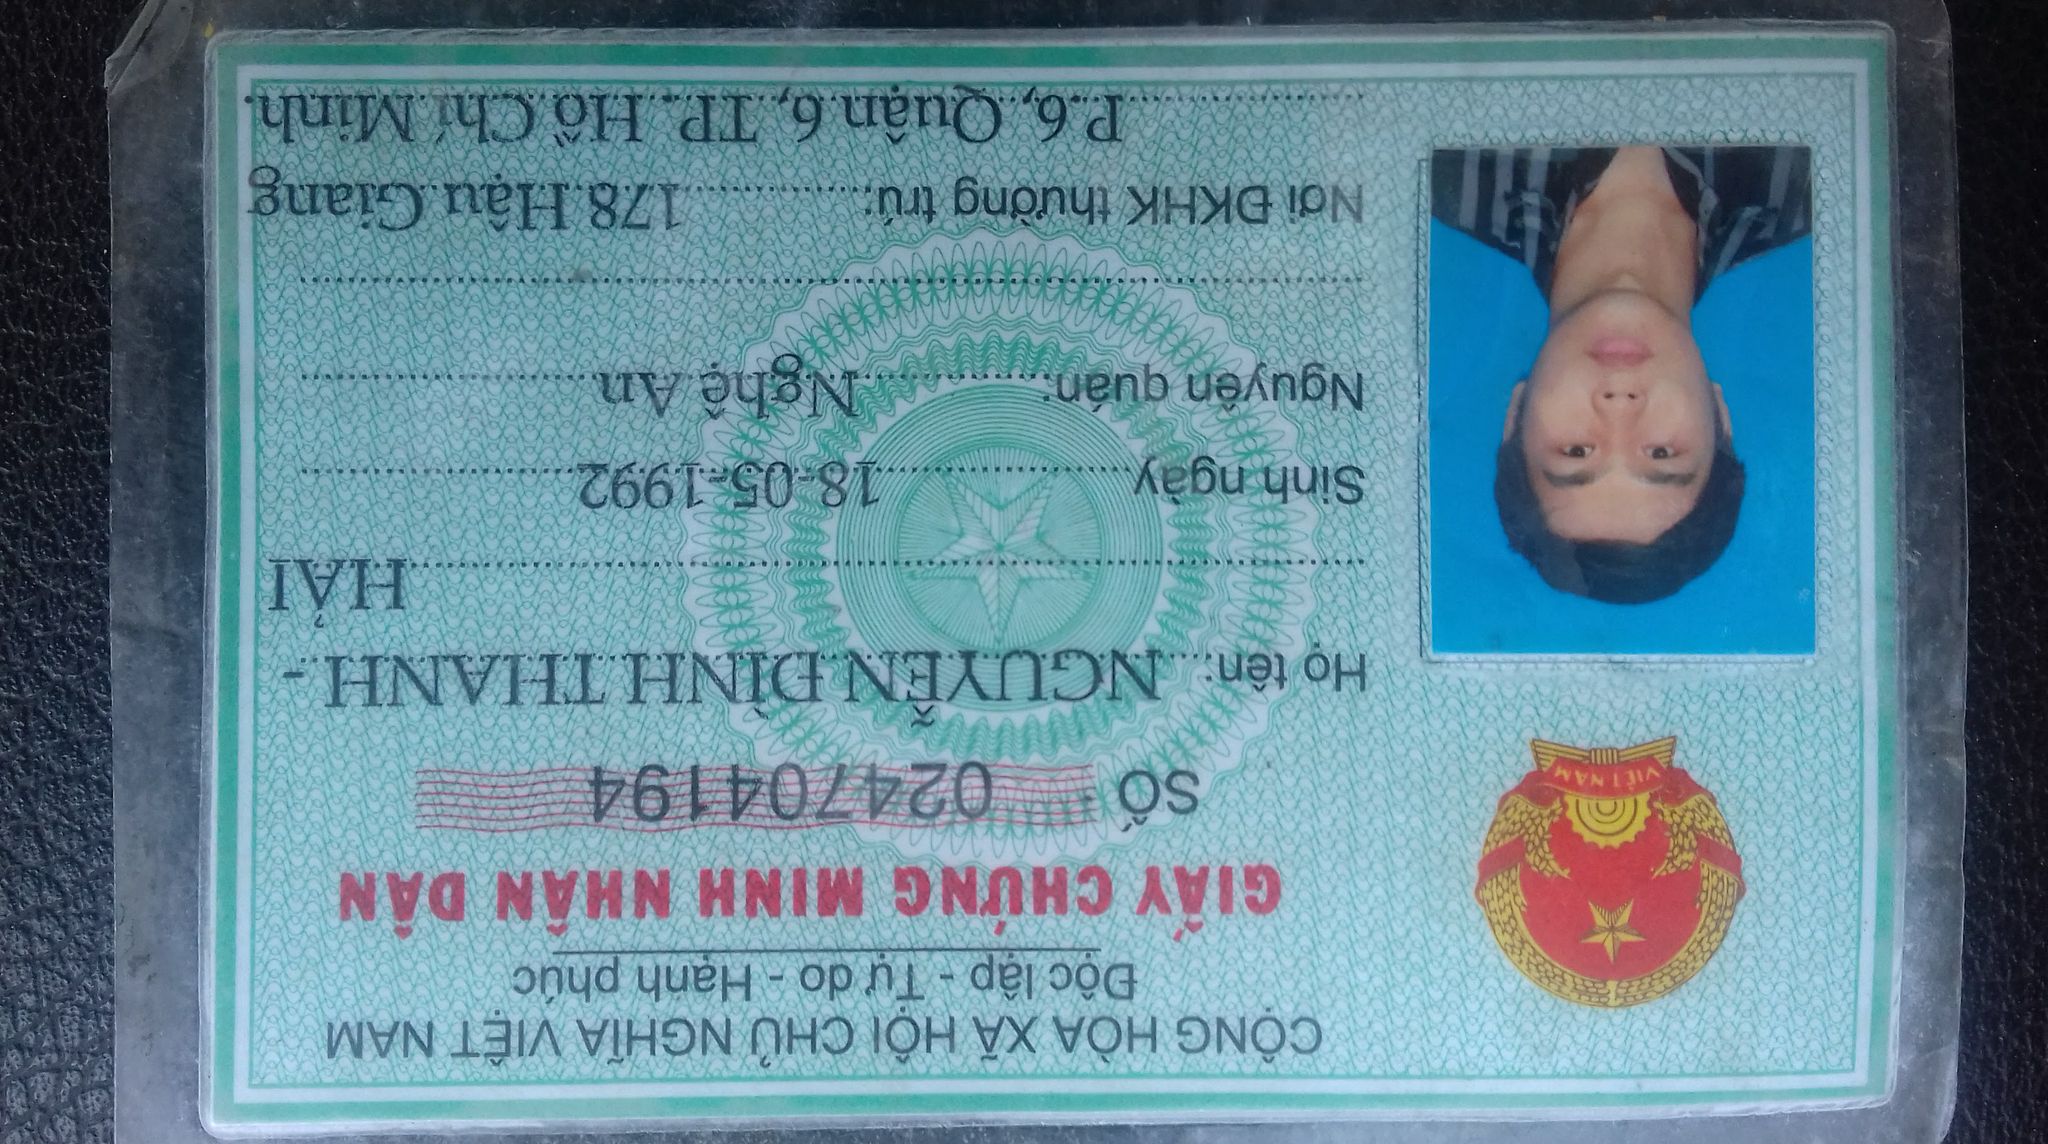 CỘNG HÒA XÃ HỘI CHỦ NGHĨA VIỆT NAM
Độc lập - Tự do - Hạnh phúc
GIẤY CHỨNG MINH NHÂN DÂN
SỐ 024704194
Họ tên: NGUYỄN ĐÌNH THANH -
HẢI
Sinh ngày 18-05-1992
Nguyên quán: Nghệ An
Nơi ĐKHK thường trú: 178 Hậu Giang
P.6, Quận 6, TP. Hồ Chí Minh.
VIỆT NAM